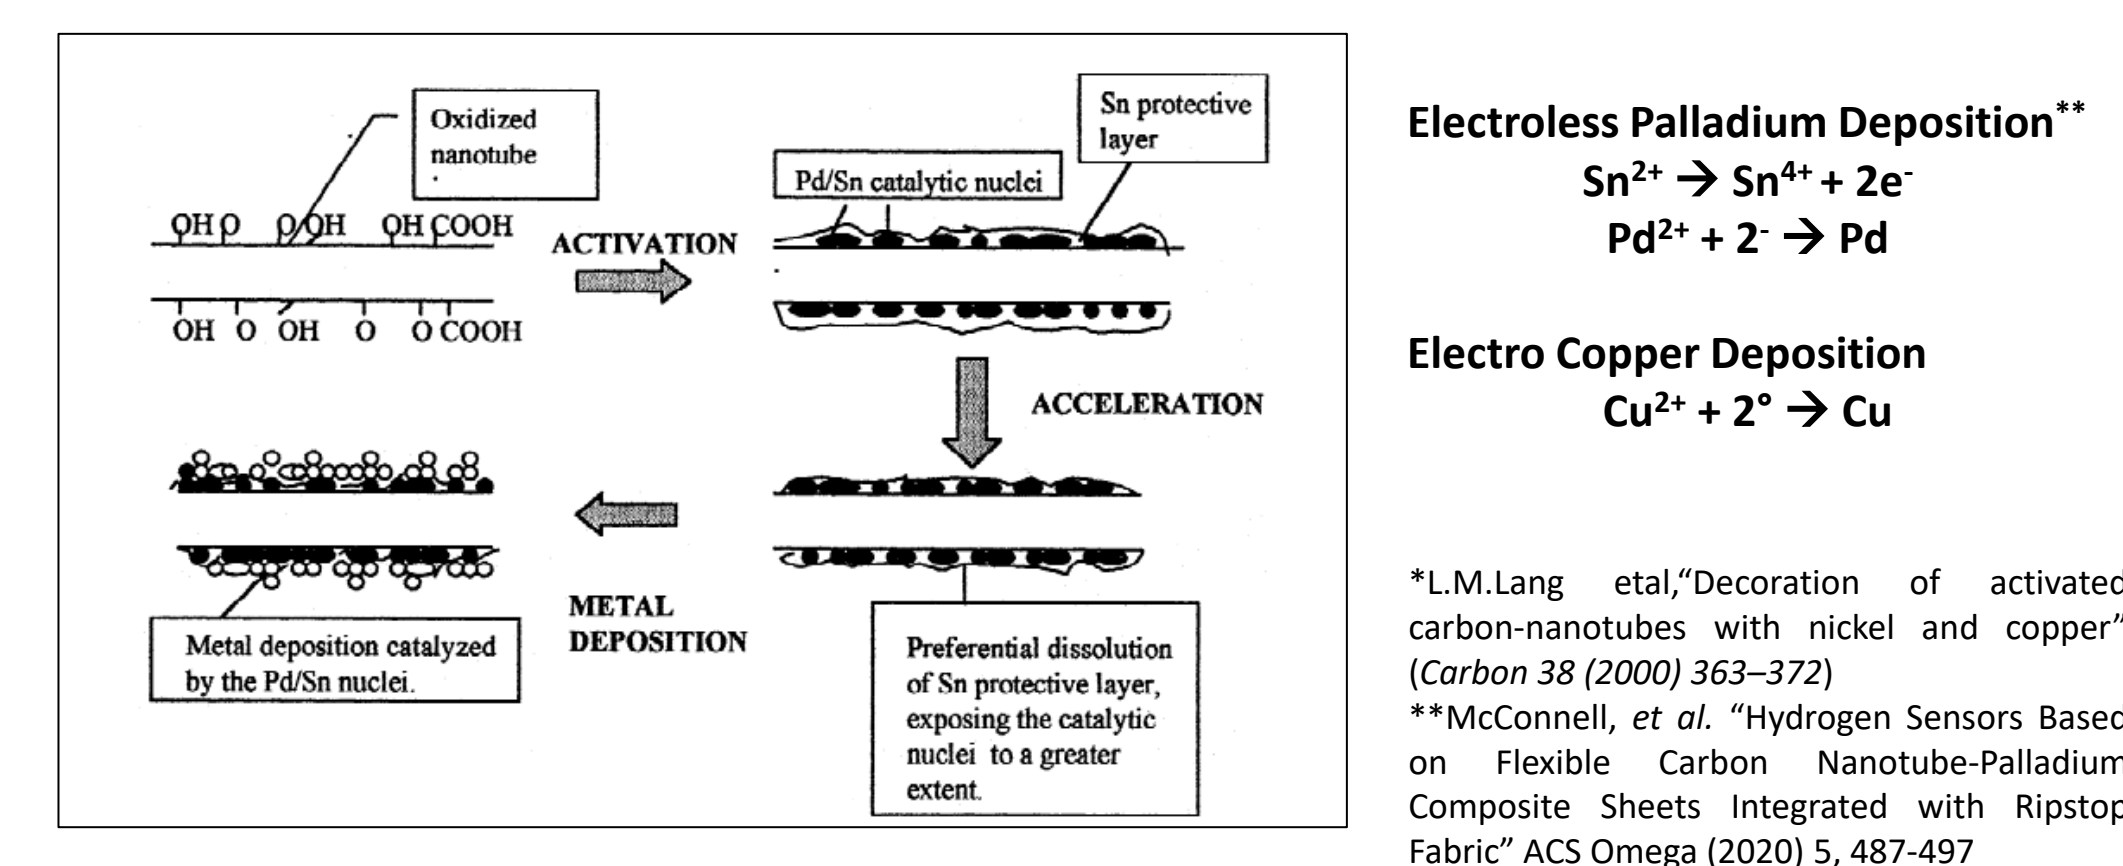 Oxidized
nanotube
OH O O OH OH COOH
OH O OH O O COOH
ACTIVATION
Pd/Sn catalytic nuclei
Sn protective
layer
ACCELERATION
Preferential dissolution
of Sn protective layer,
exposing the catalytic
nuclei to a greater
extent.
METAL
DEPOSITION
Metal deposition catalyzed
by the Pd/Sn nuclei.
Electroless Palladium Deposition**
Sn²⁺ → Sn⁴⁺ + 2e⁻
Pd²⁺ + 2⁻ → Pd
Electro Copper Deposition
Cu²⁺ + 2° → Cu
*L.M.Lang etal,“Decoration of activated
carbon-nanotubes with nickel and copper”
(Carbon 38 (2000) 363–372)
**McConnell, et al. “Hydrogen Sensors Based
on Flexible Carbon Nanotube-Palladium
Composite Sheets Integrated with Ripstop
Fabric” ACS Omega (2020) 5, 487-497